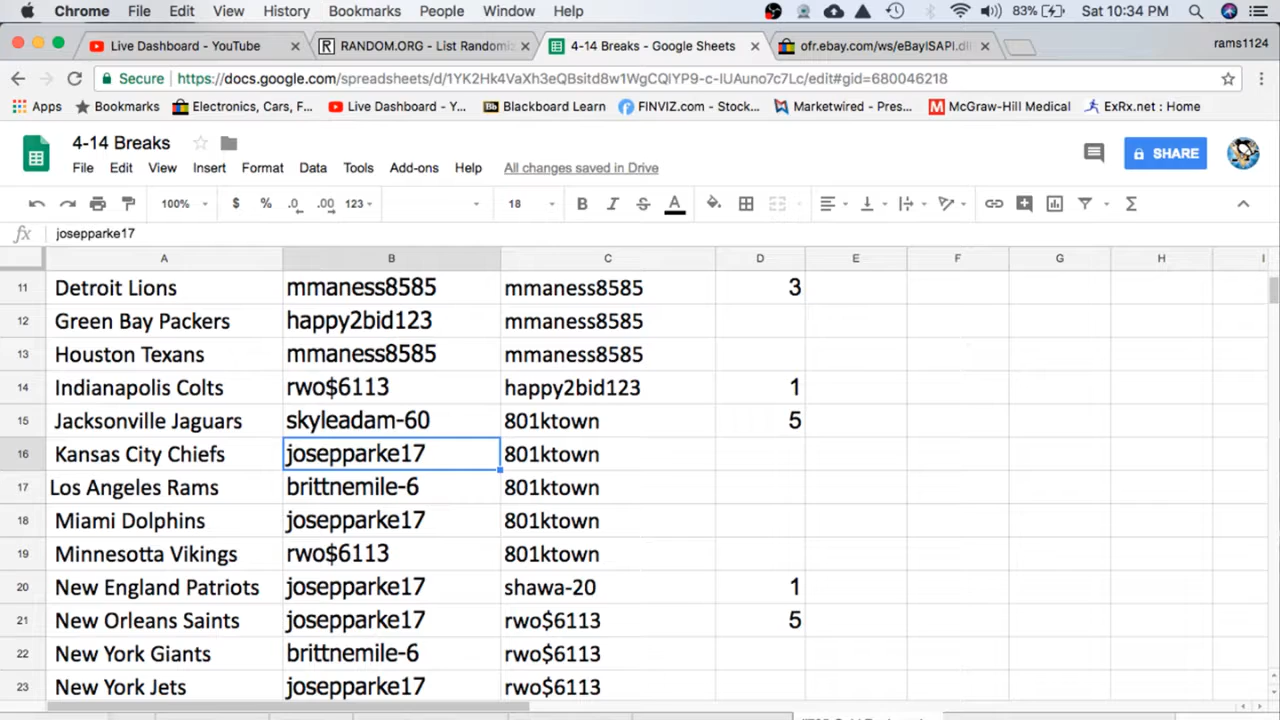 Chrome File Edit View History Bookmarks People Window Help 83% Sat 10:34 PM
Live Dashboard - YouTube RANDOM.ORG - List Randomiz 4-14 Breaks - Google Sheets ofr.ebay.com/ws/eBayISAPI.dll rams1124
Secure https://docs.google.com/spreadsheets/d/1YK2Hk4VaXh3eQBsitd8w1WgCQlYP9-c-IUAuno7c7Lc/edit#gid=680046218
Apps Bookmarks Electronics, Cars, F... Live Dashboard - Y... Bb Blackboard Learn FINVIZ.com - Stock... Marketwired - Pres... M McGraw-Hill Medical ExRx.net : Home
4-14 Breaks
SHARE
File Edit View Insert Format Data Tools Add-ons Help All changes saved in Drive
100% $ % .0 .00 123 18 B I S A Σ
fx josepparke17
A B C D E F G H I
11 Detroit Lions mmaness8585 mmaness8585 3
12 Green Bay Packers happy2bid123 mmaness8585
13 Houston Texans mmaness8585 mmaness8585
14 Indianapolis Colts rwo$6113 happy2bid123 1
15 Jacksonville Jaguars skyleadam-60 801ktown 5
16 Kansas City Chiefs josepparke17 801ktown
17 Los Angeles Rams brittnemile-6 801ktown
18 Miami Dolphins josepparke17 801ktown
19 Minnesotta Vikings rwo$6113 801ktown
20 New England Patriots josepparke17 shawa-20 1
21 New Orleans Saints josepparke17 rwo$6113 5
22 New York Giants brittnemile-6 rwo$6113
23 New York Jets josepparke17 rwo$6113